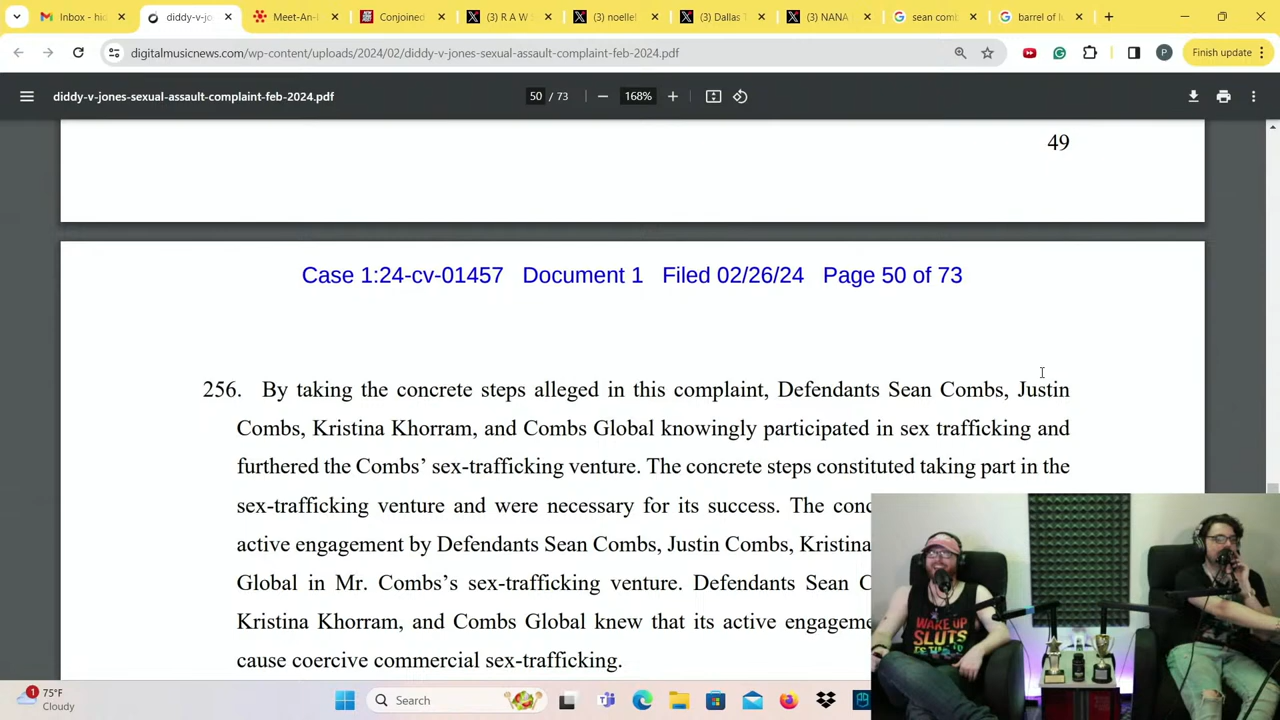 Inbox - hi
diddy-v-j
Meet-An-I
Conjoined
(3) R A W
(3) noelle
(3) Dallas T
(3) NANA
sean comb
barrel of l
digitalmusicnews.com/wp-content/uploads/2024/02/diddy-v-jones-sexual-assault-complaint-feb-2024.pdf
P
Finish update
diddy-v-jones-sexual-assault-complaint-feb-2024.pdf
50 / 73
168%
49
Case 1:24-cv-01457 Document 1 Filed 02/26/24 Page 50 of 73
256. By taking the concrete steps alleged in this complaint, Defendants Sean Combs, Justin
Combs, Kristina Khorram, and Combs Global knowingly participated in sex trafficking and
furthered the Combs’ sex-trafficking venture. The concrete steps constituted taking part in the
sex-trafficking venture and were necessary for its success. The conc
active engagement by Defendants Sean Combs, Justin Combs, Kristina
Global in Mr. Combs’s sex-trafficking venture. Defendants Sean C
Kristina Khorram, and Combs Global knew that its active engageme
cause coercive commercial sex-trafficking.
WAKE UP
SLUTS
1
75°F
Cloudy
Search